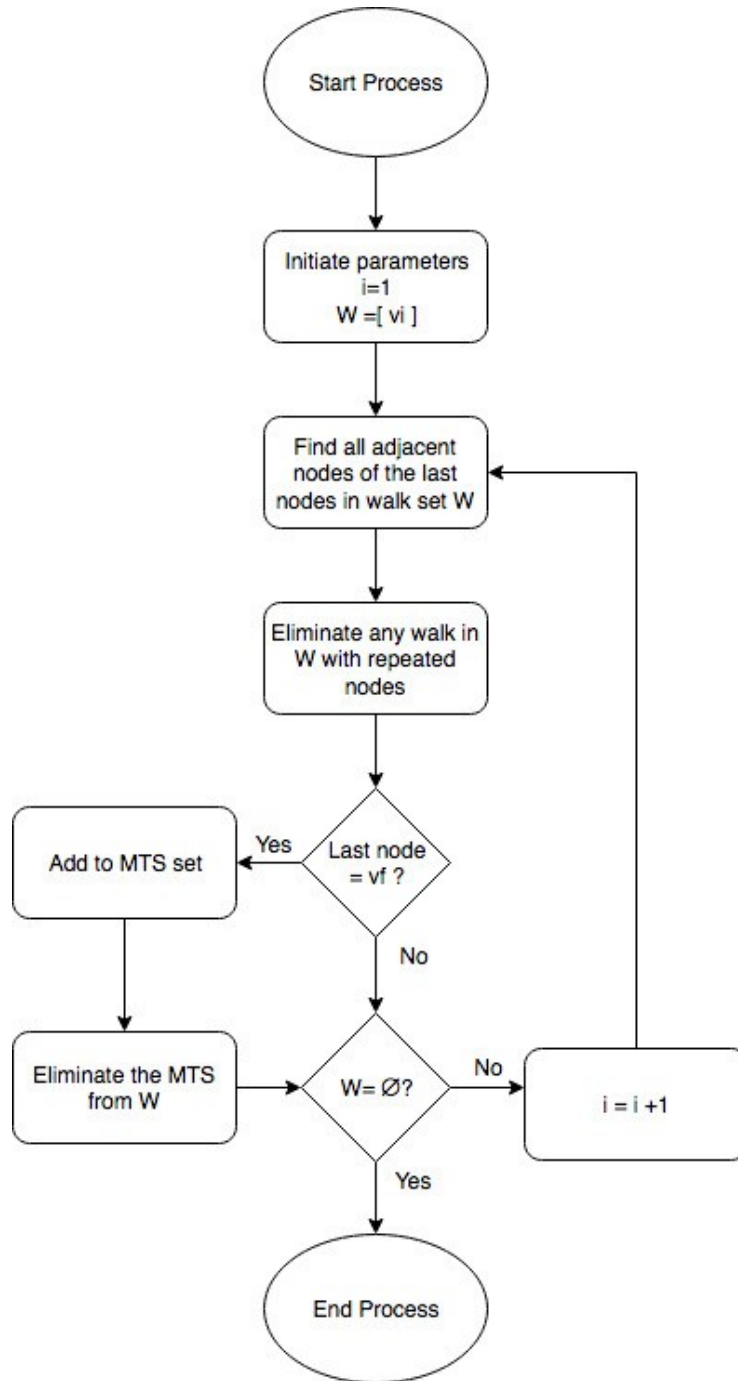 Start Process
Initiate parameters
i=1
W =[ vi ]
Find all adjacent
nodes of the last
nodes in walk set W
Eliminate any walk in
W with repeated
nodes
Last node
= vf ?
Yes
Add to MTS set
No
Eliminate the MTS
from W
W= Ø?
No
i = i +1
Yes
End Process